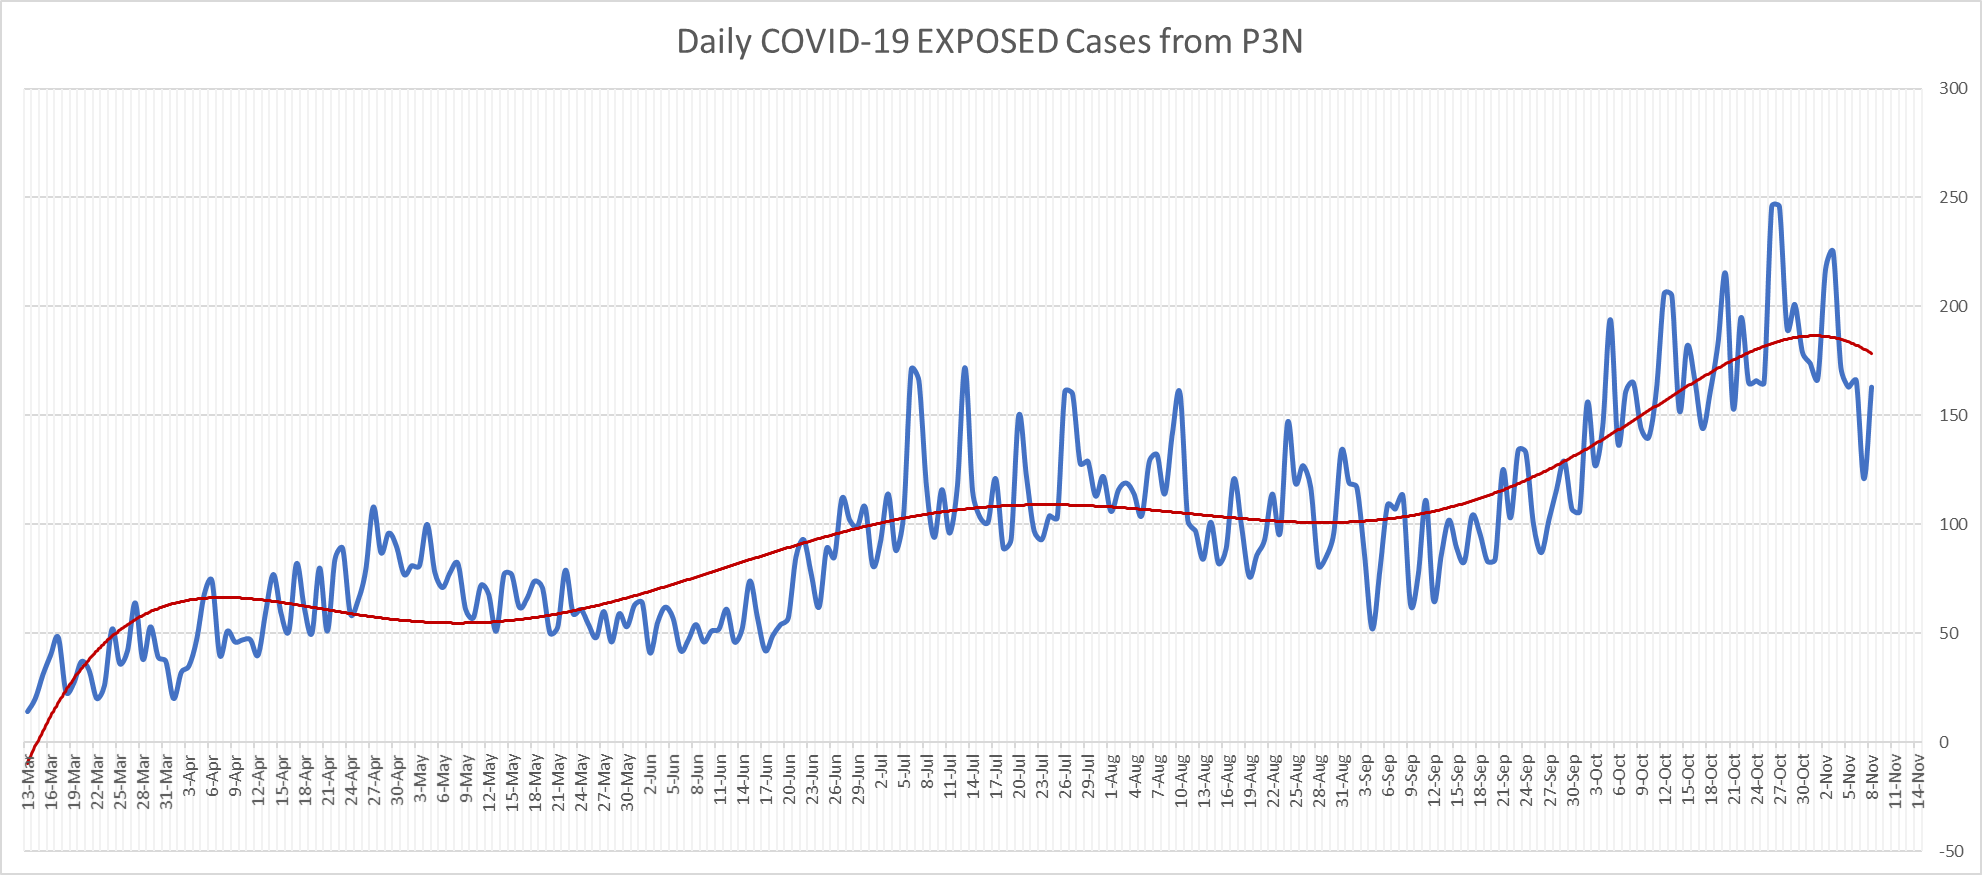 Daily COVID-19 EXPOSED Cases from P3N
300
250
200
150
100
50
0
-50
13-Mar
16-Mar
19-Mar
22-Mar
25-Mar
28-Mar
31-Mar
3-Apr
6-Apr
9-Apr
12-Apr
15-Apr
18-Apr
21-Apr
24-Apr
27-Apr
30-Apr
3-May
6-May
9-May
12-May
15-May
18-May
21-May
24-May
27-May
30-May
2-Jun
5-Jun
8-Jun
11-Jun
14-Jun
17-Jun
20-Jun
23-Jun
26-Jun
29-Jun
2-Jul
5-Jul
8-Jul
11-Jul
14-Jul
17-Jul
20-Jul
23-Jul
26-Jul
29-Jul
1-Aug
4-Aug
7-Aug
10-Aug
13-Aug
16-Aug
19-Aug
22-Aug
25-Aug
28-Aug
31-Aug
3-Sep
6-Sep
9-Sep
12-Sep
15-Sep
18-Sep
21-Sep
24-Sep
27-Sep
30-Sep
3-Oct
6-Oct
9-Oct
12-Oct
15-Oct
18-Oct
21-Oct
24-Oct
27-Oct
30-Oct
2-Nov
5-Nov
8-Nov
11-Nov
14-Nov